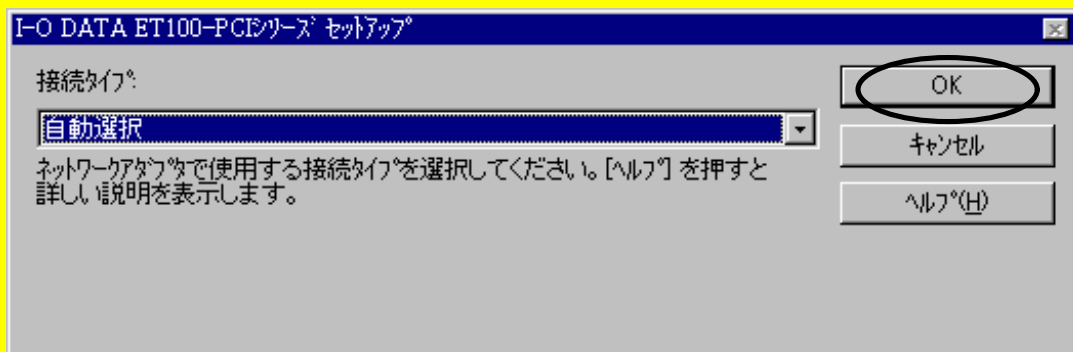 I-O DATA ET100-PCIｼﾘｰｽﾞ ｾｯﾄｱｯﾌﾟ
接続ﾀｲﾌﾟ:
自動選択
ﾈｯﾄﾜｰｸｱﾀﾞﾌﾟﾀで使用する接続ﾀｲﾌﾟを選択してください。[ﾍﾙﾌﾟ] を押すと
詳しい説明を表示します。
OK
ｷｬﾝｾﾙ
ﾍﾙﾌﾟ(H)